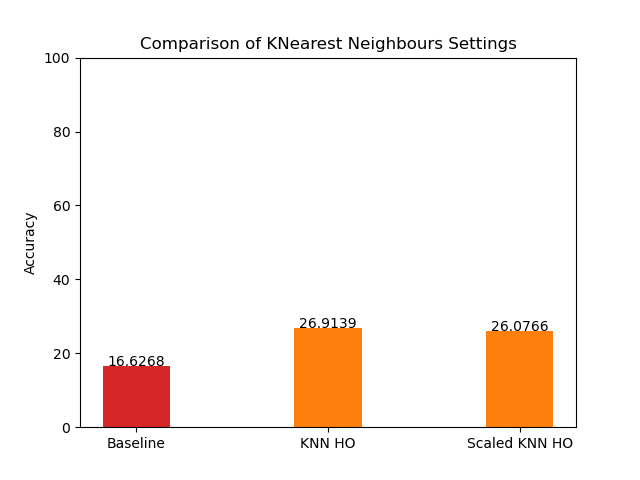 Comparison of KNearest Neighbours Settings
100
80
60
40
20
0
Accuracy
16.6268
26.9139
26.0766
Baseline
KNN HO
Scaled KNN HO